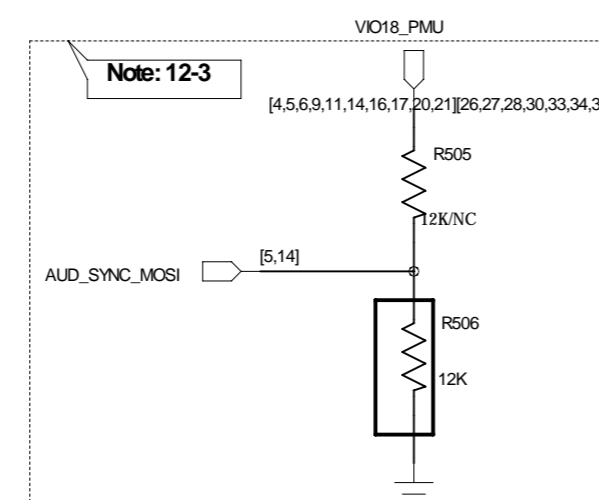 VIO18_PMU
Note: 12-3
[4,5,6,9,11,14,16,17,20,21][26,27,28,30,33,34,3
R505
12K/NC
[5,14]
AUD_SYNC_MOSI
R506
12K